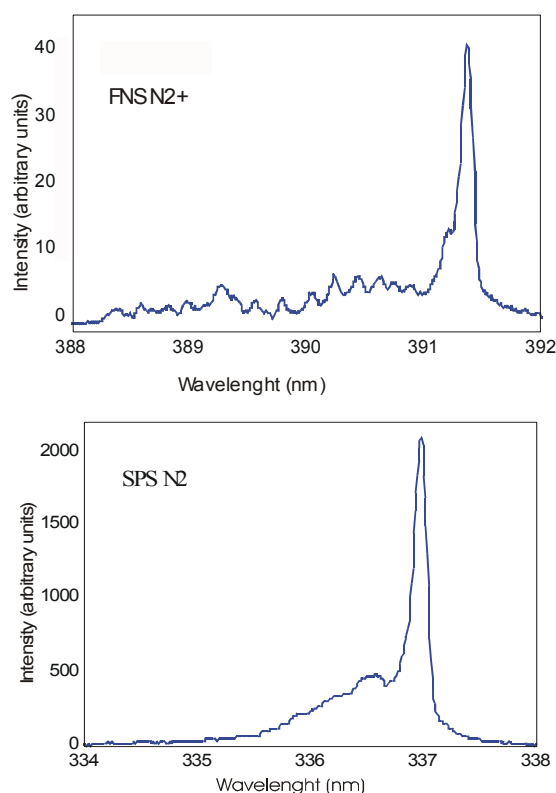 40
FNS N2+
30
20
10
0
Intensity (arbitrary units)
388 389 390 391 392
Wavelenght (nm)
2000
SPS N2
1500
1000
500
0
Intensity (arbitrary units)
334 335 336 337 338
Wavelenght (nm)